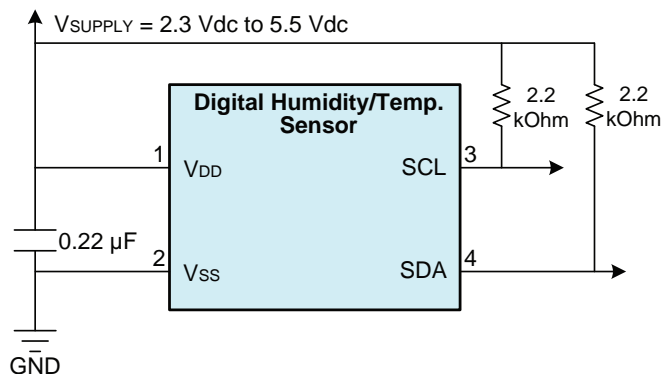 VSUPPLY = 2.3 Vdc to 5.5 Vdc
Digital Humidity/Temp.
Sensor
2.2
kOhm
2.2
kOhm
1
VDD
SCL
3
0.22 µF
2
VSS
SDA
4
GND